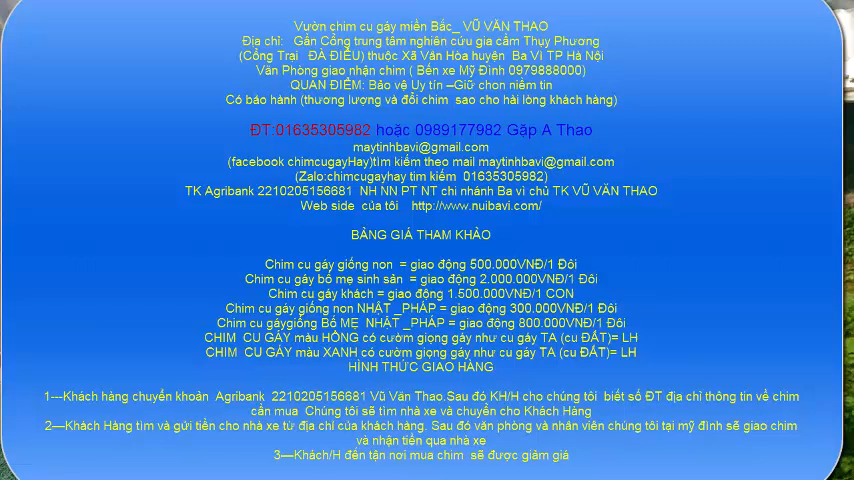 Vườn chim cu gáy miền Bắc_ VŨ VĂN THAO
Địa chỉ: Gần Cổng trung tâm nghiên cứu gia cầm Thụy Phương
(Cổng Trại ĐÀ ĐIỂU) thuộc Xã Vân Hòa huyện Ba Vì TP Hà Nội
Văn Phòng giao nhận chim ( Bến xe Mỹ Đình 0979888000)
QUAN ĐIỂM: Bảo vệ Uy tín –Giữ chon niềm tin
Có bảo hành (thương lượng và đổi chim sao cho hài lòng khách hàng)
ĐT:01635305982 hoặc 0989177982 Gặp A Thao
maytinhbavi@gmail.com
(facebook chimcugayHay)tìm kiếm theo mail maytinhbavi@gmail.com
(Zalo:chimcugayhay tim kiếm 01635305982)
TK Agribank 2210205156681 NH NN PT NT chi nhánh Ba vì chủ TK VŨ VĂN THAO
Web side của tôi http://www.nuibavi.com/
BẢNG GIÁ THAM KHẢO
Chim cu gáy giống non = giao động 500.000VNĐ/1 Đôi
Chim cu gáy bố mẹ sinh sản = giao động 2.000.000VNĐ/1 Đôi
Chim cu gáy khách = giao động 1.500.000VNĐ/1 CON
Chim cu gáy giống non NHẬT _PHÁP = giao động 300.000VNĐ/1 Đôi
Chim cu gáygiống Bố MẸ NHẬT _PHÁP = giao động 800.000VNĐ/1 Đôi
CHIM CU GÁY màu HỒNG có cườm giọng gáy như cu gáy TA (cu ĐẤT)= LH
CHIM CU GÁY màu XANH có cườm giọng gáy như cu gáy TA (cu ĐẤT)= LH
HÌNH THỨC GIAO HÀNG
1---Khách hàng chuyển khoản Agribank 2210205156681 Vũ Văn Thao.Sau đó KH/H cho chúng tôi biết số ĐT địa chỉ thông tin về chim
cần mua Chúng tôi sẽ tìm nhà xe và chuyển cho Khách Hàng
2—Khách Hàng tìm và gửi tiền cho nhà xe từ địa chỉ của khách hàng. Sau đó văn phòng và nhân viên chúng tôi tại mỹ đình sẽ giao chim
và nhận tiền qua nhà xe
3—Khách/H đến tận nơi mua chim sẽ được giảm giá